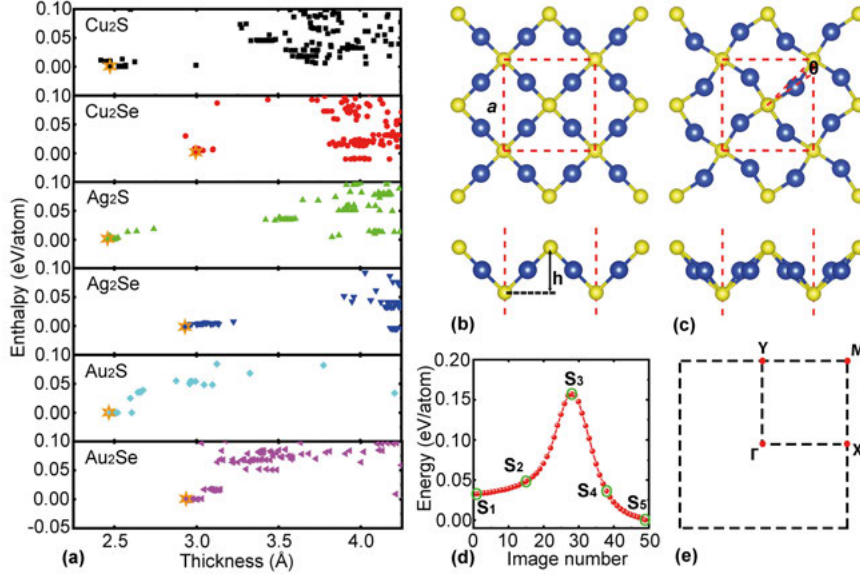 Enthalpy (eV/atom)
0.10
0.05
0.00
0.10
0.05
0.00
0.10
0.05
0.00
0.10
0.05
0.00
0.10
0.05
0.00
0.10
0.05
0.00
-0.05
Cu₂S
Cu₂Se
Ag₂S
Ag₂Se
Au₂S
Au₂Se
2.5
3.0
3.5
4.0
(a)
Thickness (Å)
a
h
(b)
θ
(c)
Energy (eV/atom)
0.20
0.15
0.10
0.05
0.00
S₁
S₂
S₃
S₄
S₅
0
10
20
30
40
50
(d)
Image number
Y
M
Γ
X
(e)